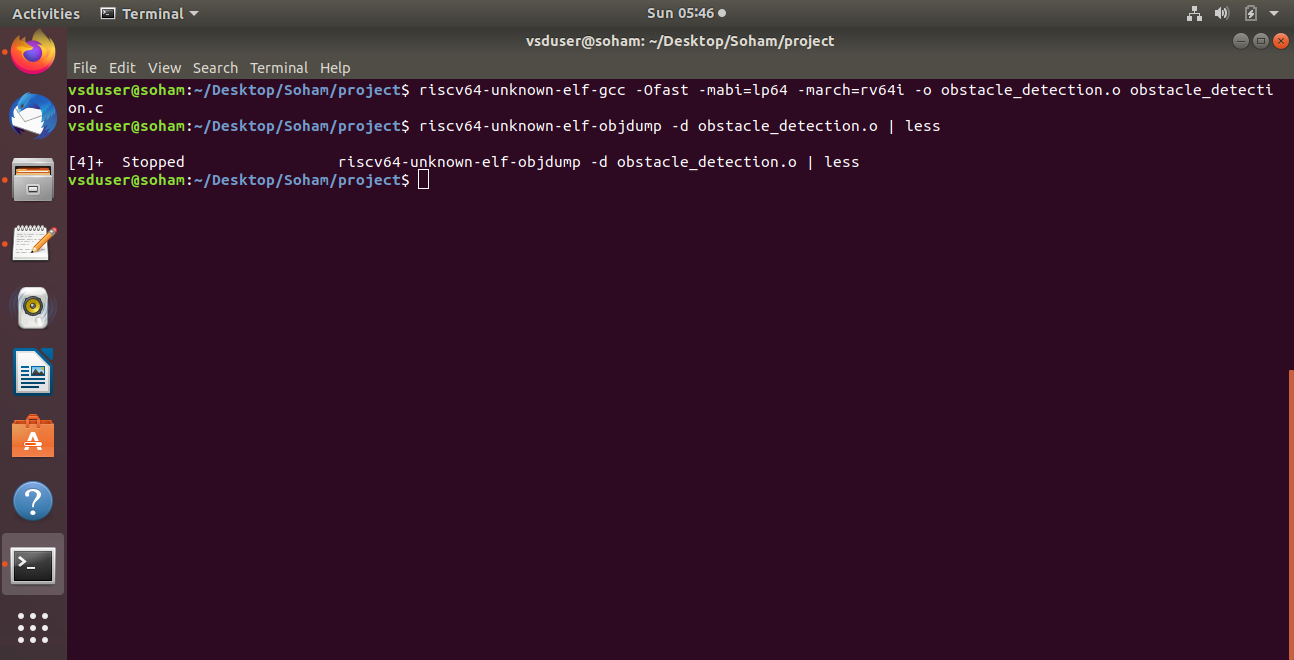 Activities Terminal Sun 05:46
vsduser@soham: ~/Desktop/Soham/project
File Edit View Search Terminal Help
vsduser@soham:~/Desktop/Soham/project$ riscv64-unknown-elf-gcc -Ofast -mabi=lp64 -march=rv64i -o obstacle_detection.o obstacle_detecti
on.c
vsduser@soham:~/Desktop/Soham/project$ riscv64-unknown-elf-objdump -d obstacle_detection.o | less
[4]+  Stopped                 riscv64-unknown-elf-objdump -d obstacle_detection.o | less
vsduser@soham:~/Desktop/Soham/project$